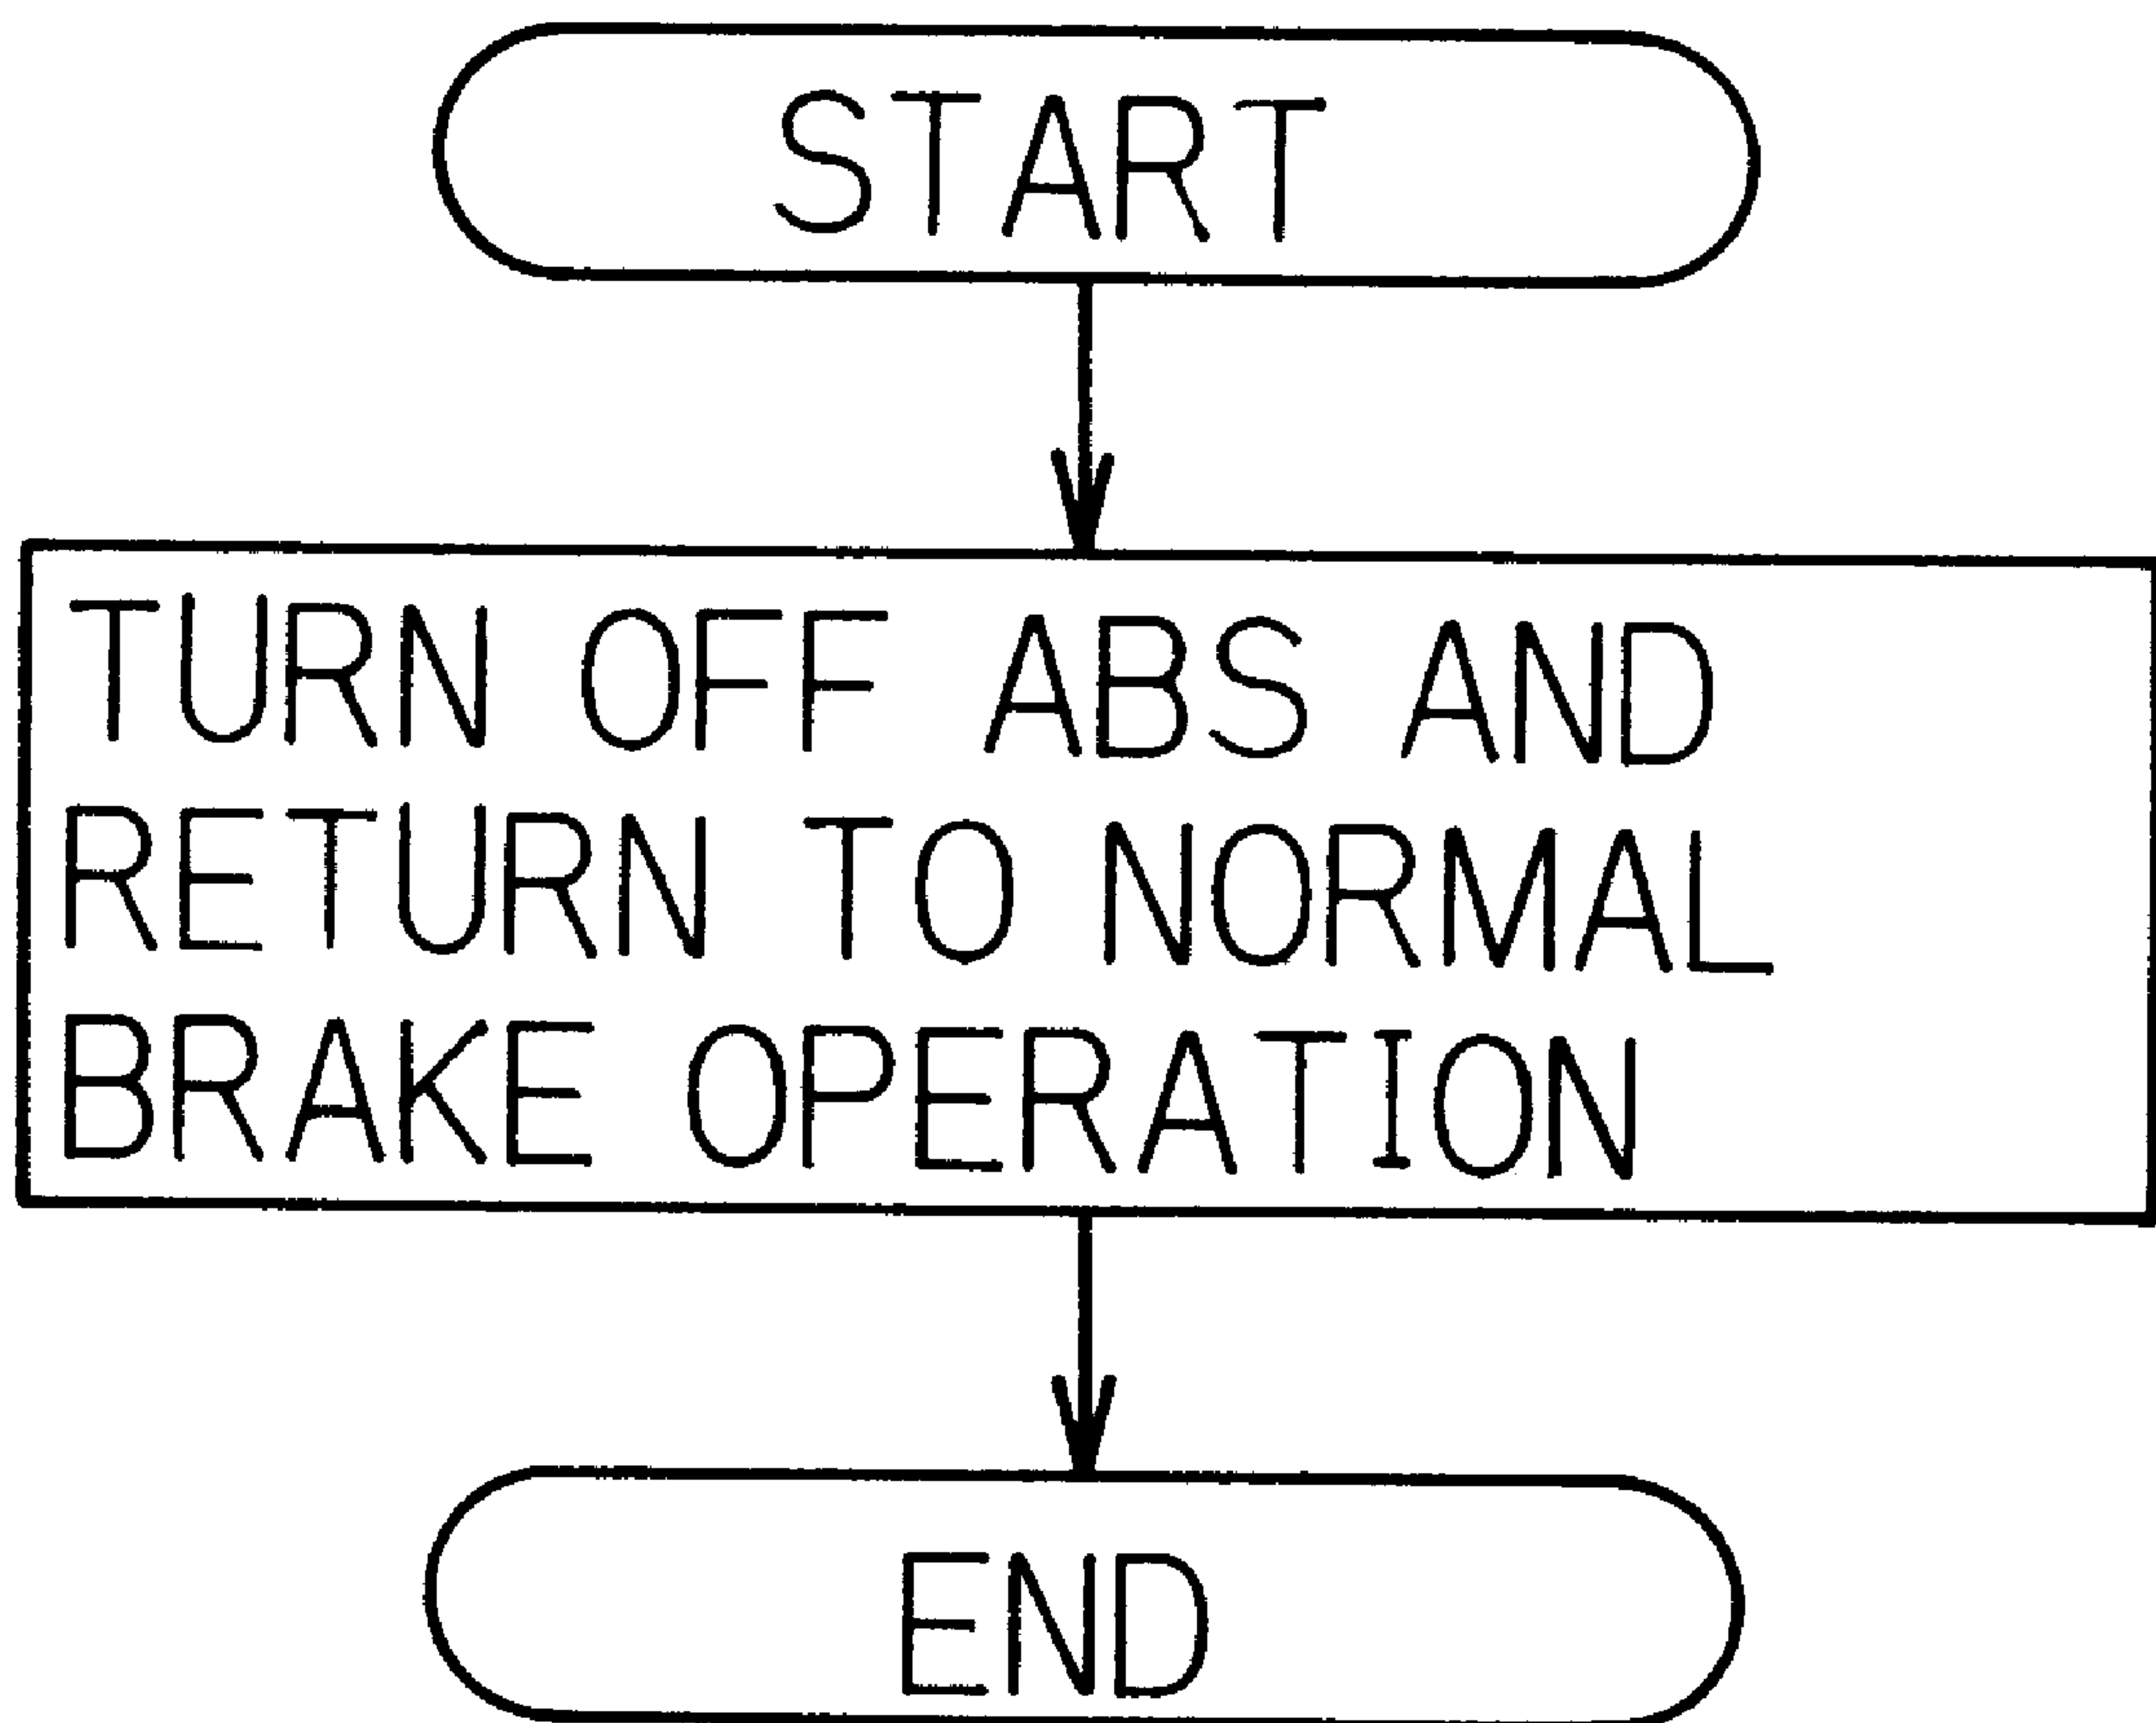 START
TURN OFF ABS AND
RETURN TO NORMAL
BRAKE OPERATION
END